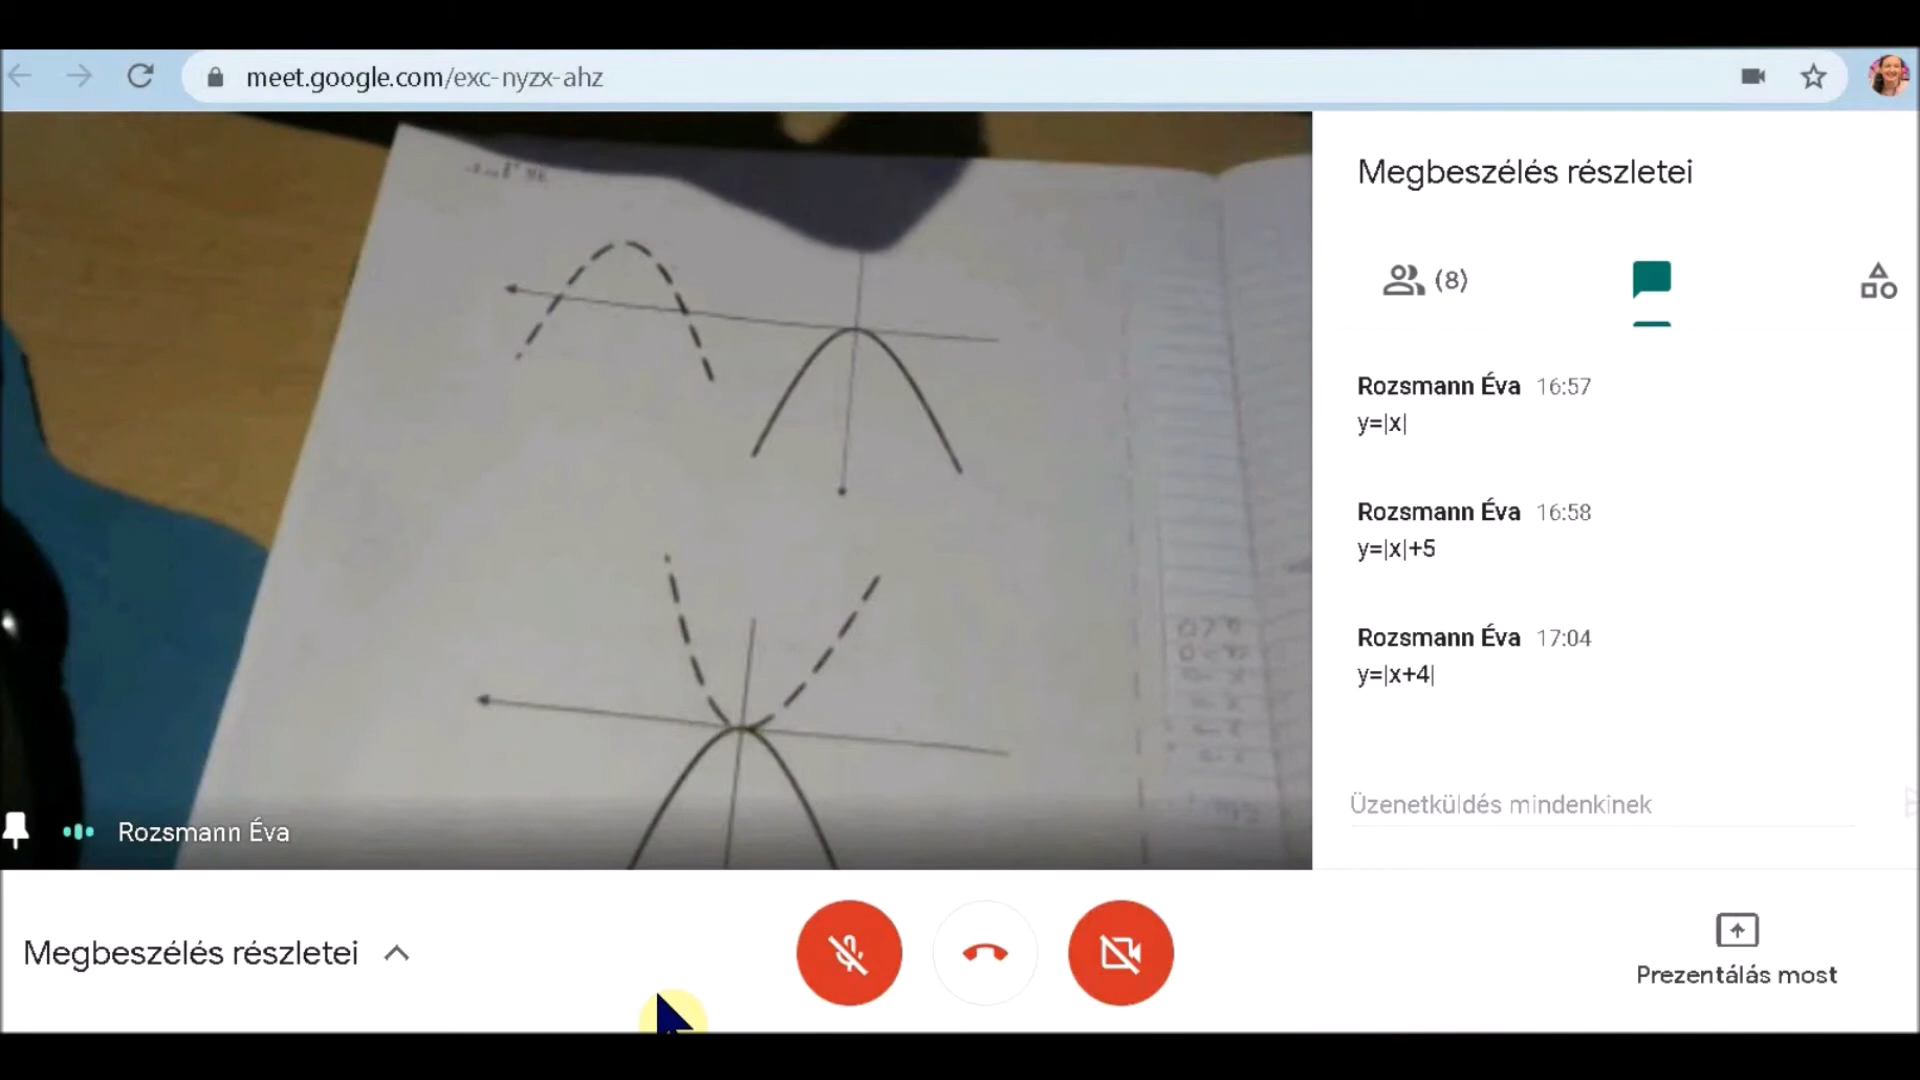 meet.google.com/exc-nyzx-ahz
Megbeszélés részletei
(8)
Rozsmann Éva 16:57
y=|x|
Rozsmann Éva 16:58
y=|x|+5
Rozsmann Éva 17:04
y=|x+4|
Üzenetküldés mindenkinek
Rozsmann Éva
Megbeszélés részletei
Prezentálás most